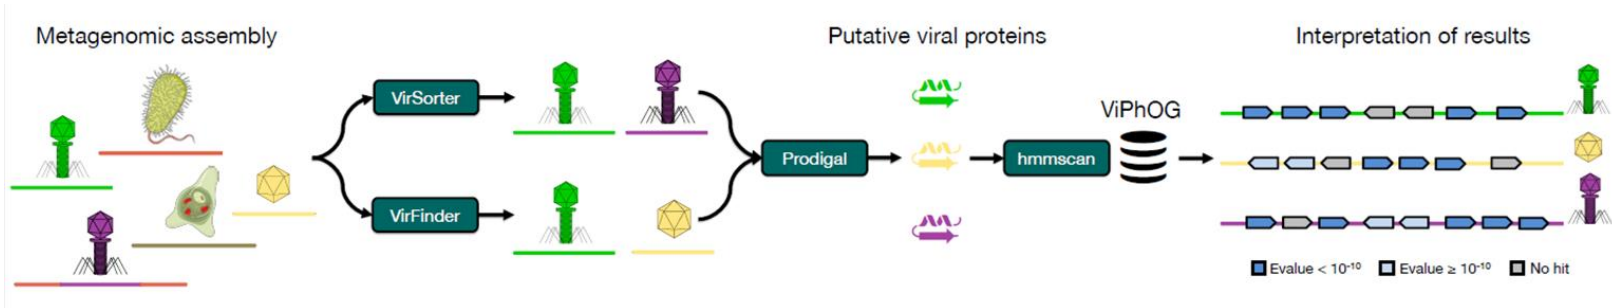 Metagenomic assembly
Putative viral proteins
Interpretation of results
VirSorter
ViPhOG
Prodigal
hmmscan
VirFinder
Evalue < 10⁻¹⁰
Evalue ≥ 10⁻¹⁰
No hit